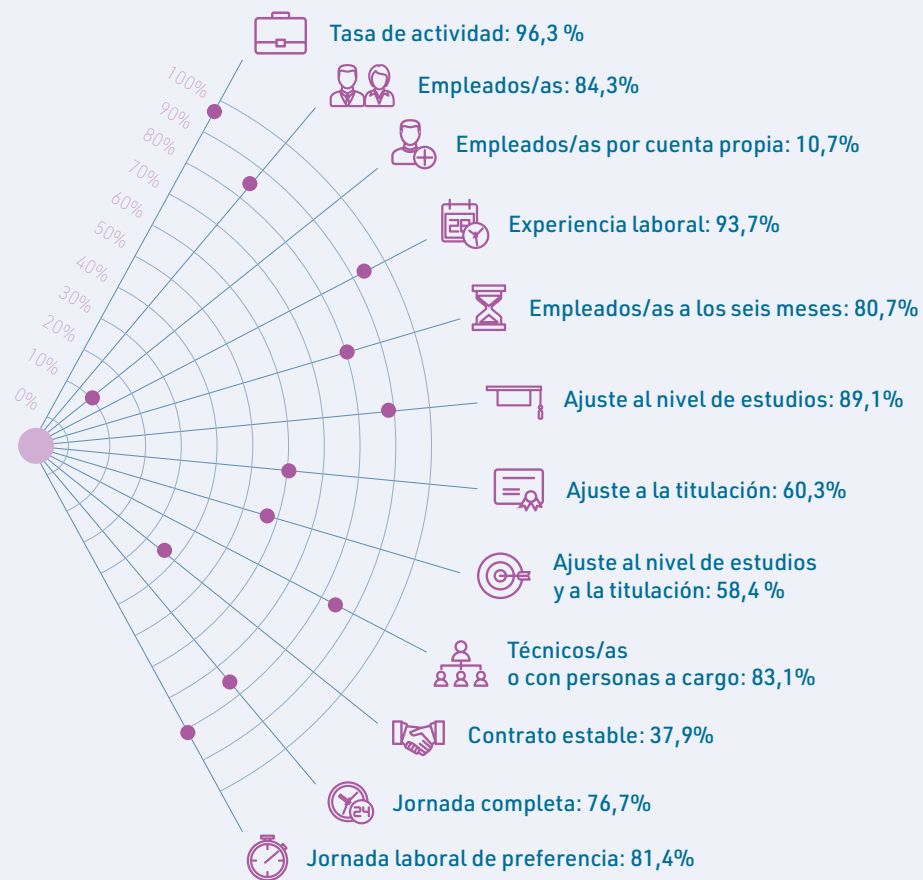 Tasa de actividad: 96,3 %
Empleados/as: 84,3%
Empleados/as por cuenta propia: 10,7%
Experiencia laboral: 93,7%
28
Empleados/as a los seis meses: 80,7%
Ajuste al nivel de estudios: 89,1%
Ajuste a la titulación: 60,3%
Ajuste al nivel de estudios
y a la titulación: 58,4 %
Técnicos/as
o con personas a cargo: 83,1%
Contrato estable: 37,9%
24
Jornada completa: 76,7%
Jornada laboral de preferencia: 81,4%
100%
90%
80%
70%
60%
50%
40%
30%
20%
10%
0%